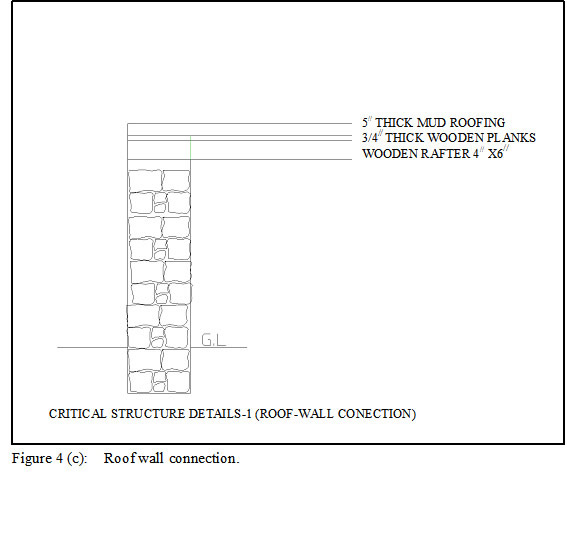 5" THICK MUD ROOFING
3/4" THICK WOODEN PLANKS
WOODEN RAFTER 4" X6"
G.L
CRITICAL STRUCTURE DETAILS-1 (ROOF-WALL CONECTION)
Figure 4 (c): Roof wall connection.